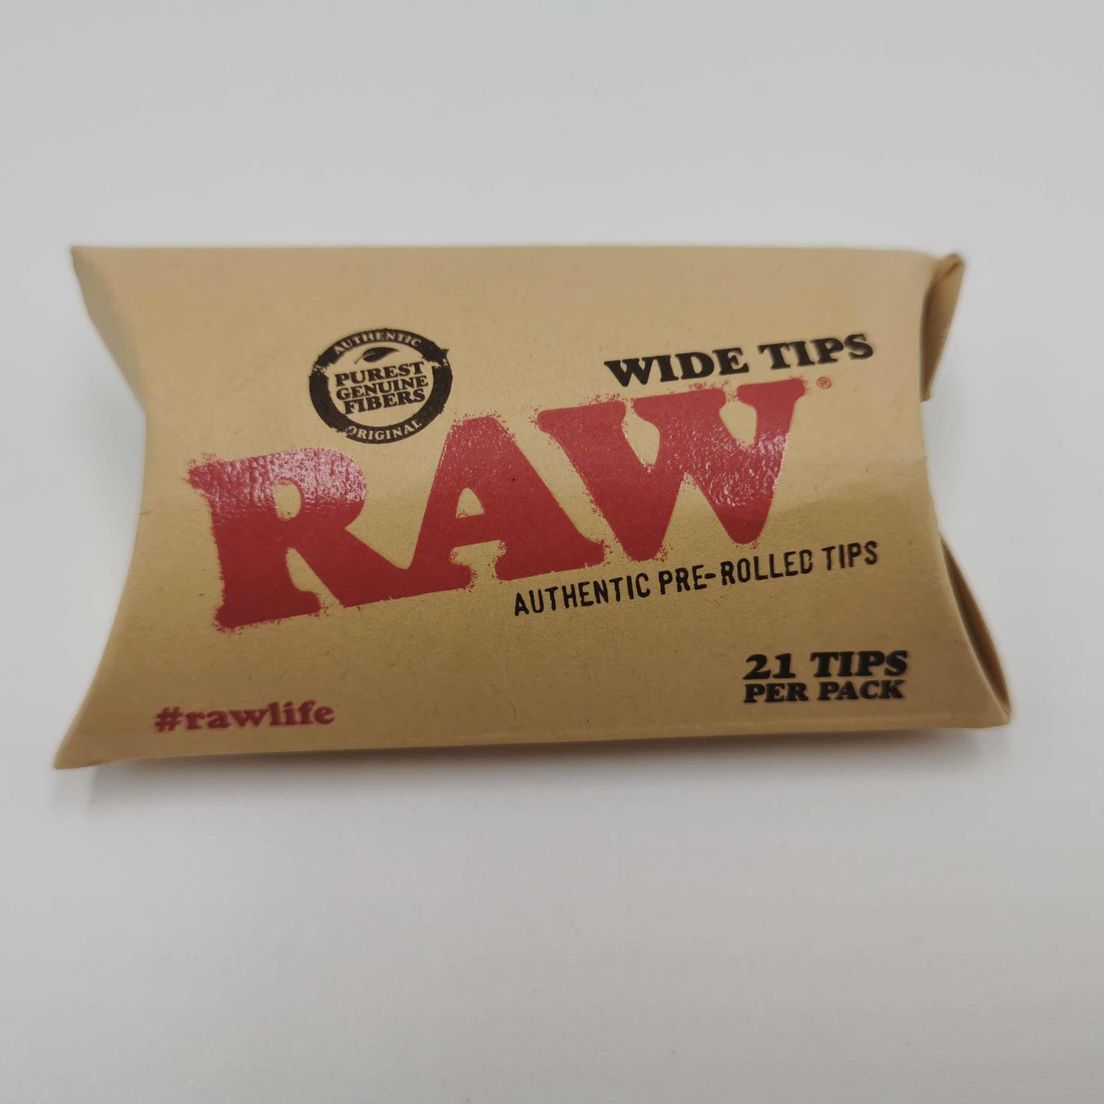 AUTHENTIC
PUREST
GENUINE
FIBERS
ORIGINAL
WIDE TIPS
RAW®
AUTHENTIC PRE-ROLLED TIPS
21 TIPS
PER PACK
#rawlife